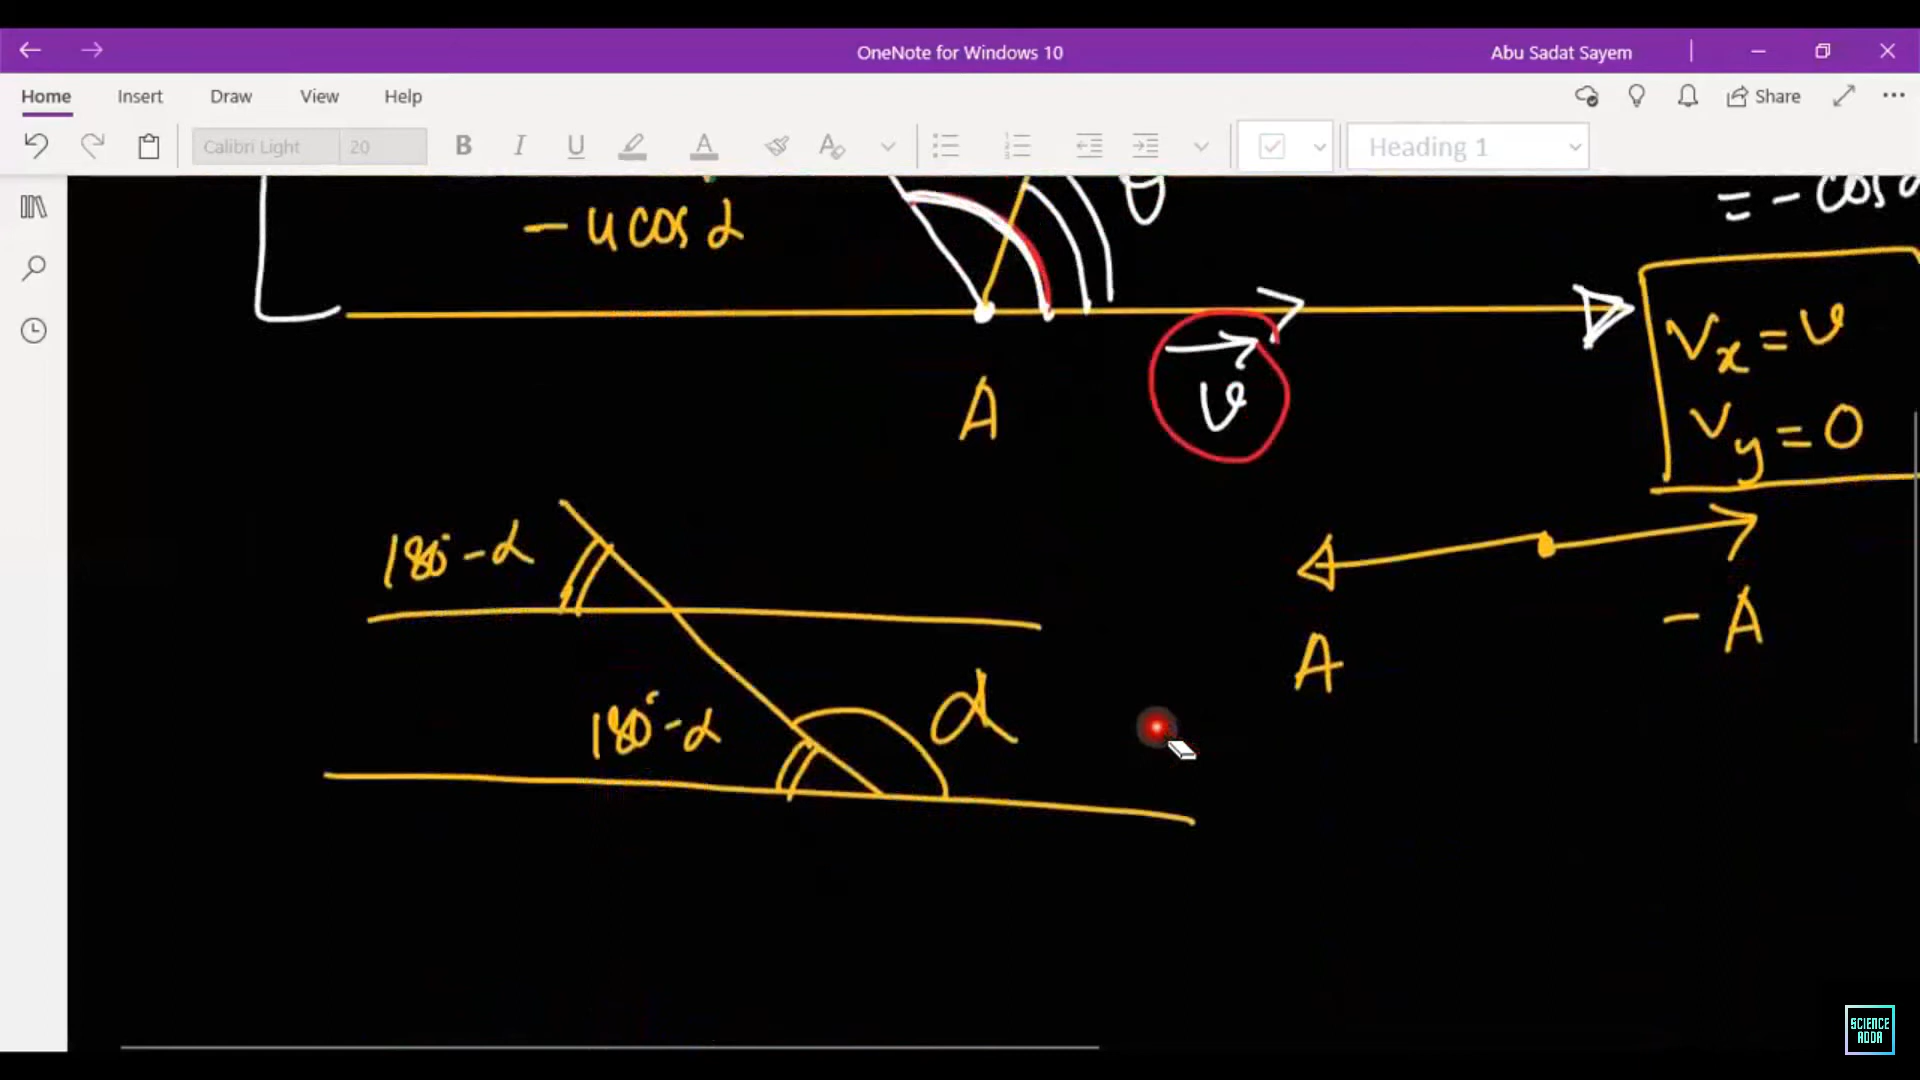 OneNote for Windows 10
Abu Sadat Sayem
Home Insert Draw View Help
Share
Calibri Light 20 B I U A A Heading 1
- u cos α
θ
= - cos
A
v
Vx = v
Vy = 0
180° - α
A
- A
180° - α
α
SCIENCE
ADDA